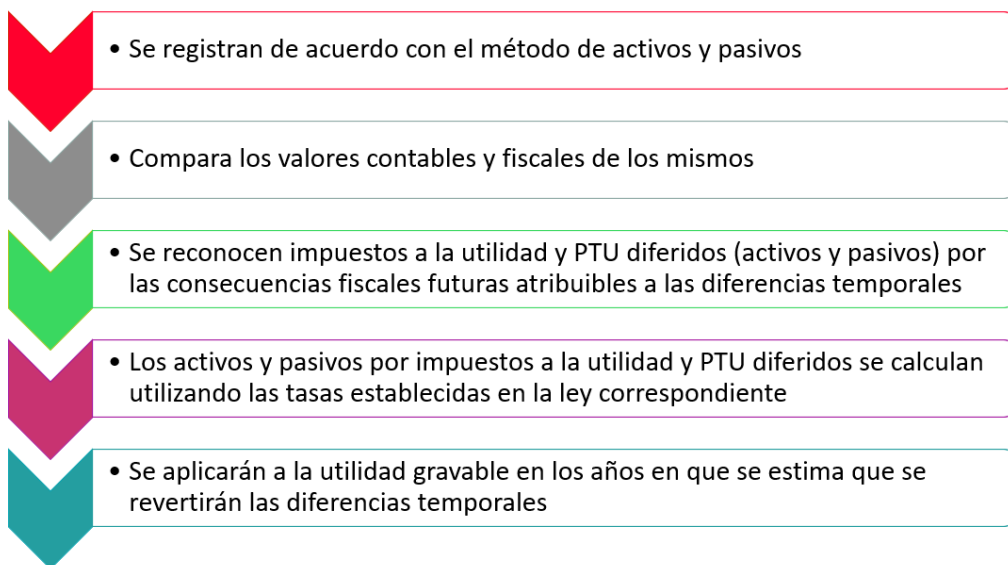 • Se registran de acuerdo con el método de activos y pasivos
• Compara los valores contables y fiscales de los mismos
• Se reconocen impuestos a la utilidad y PTU diferidos (activos y pasivos) por
las consecuencias fiscales futuras atribuibles a las diferencias temporales
• Los activos y pasivos por impuestos a la utilidad y PTU diferidos se calculan
utilizando las tasas establecidas en la ley correspondiente
• Se aplicarán a la utilidad gravable en los años en que se estima que se
revertirán las diferencias temporales